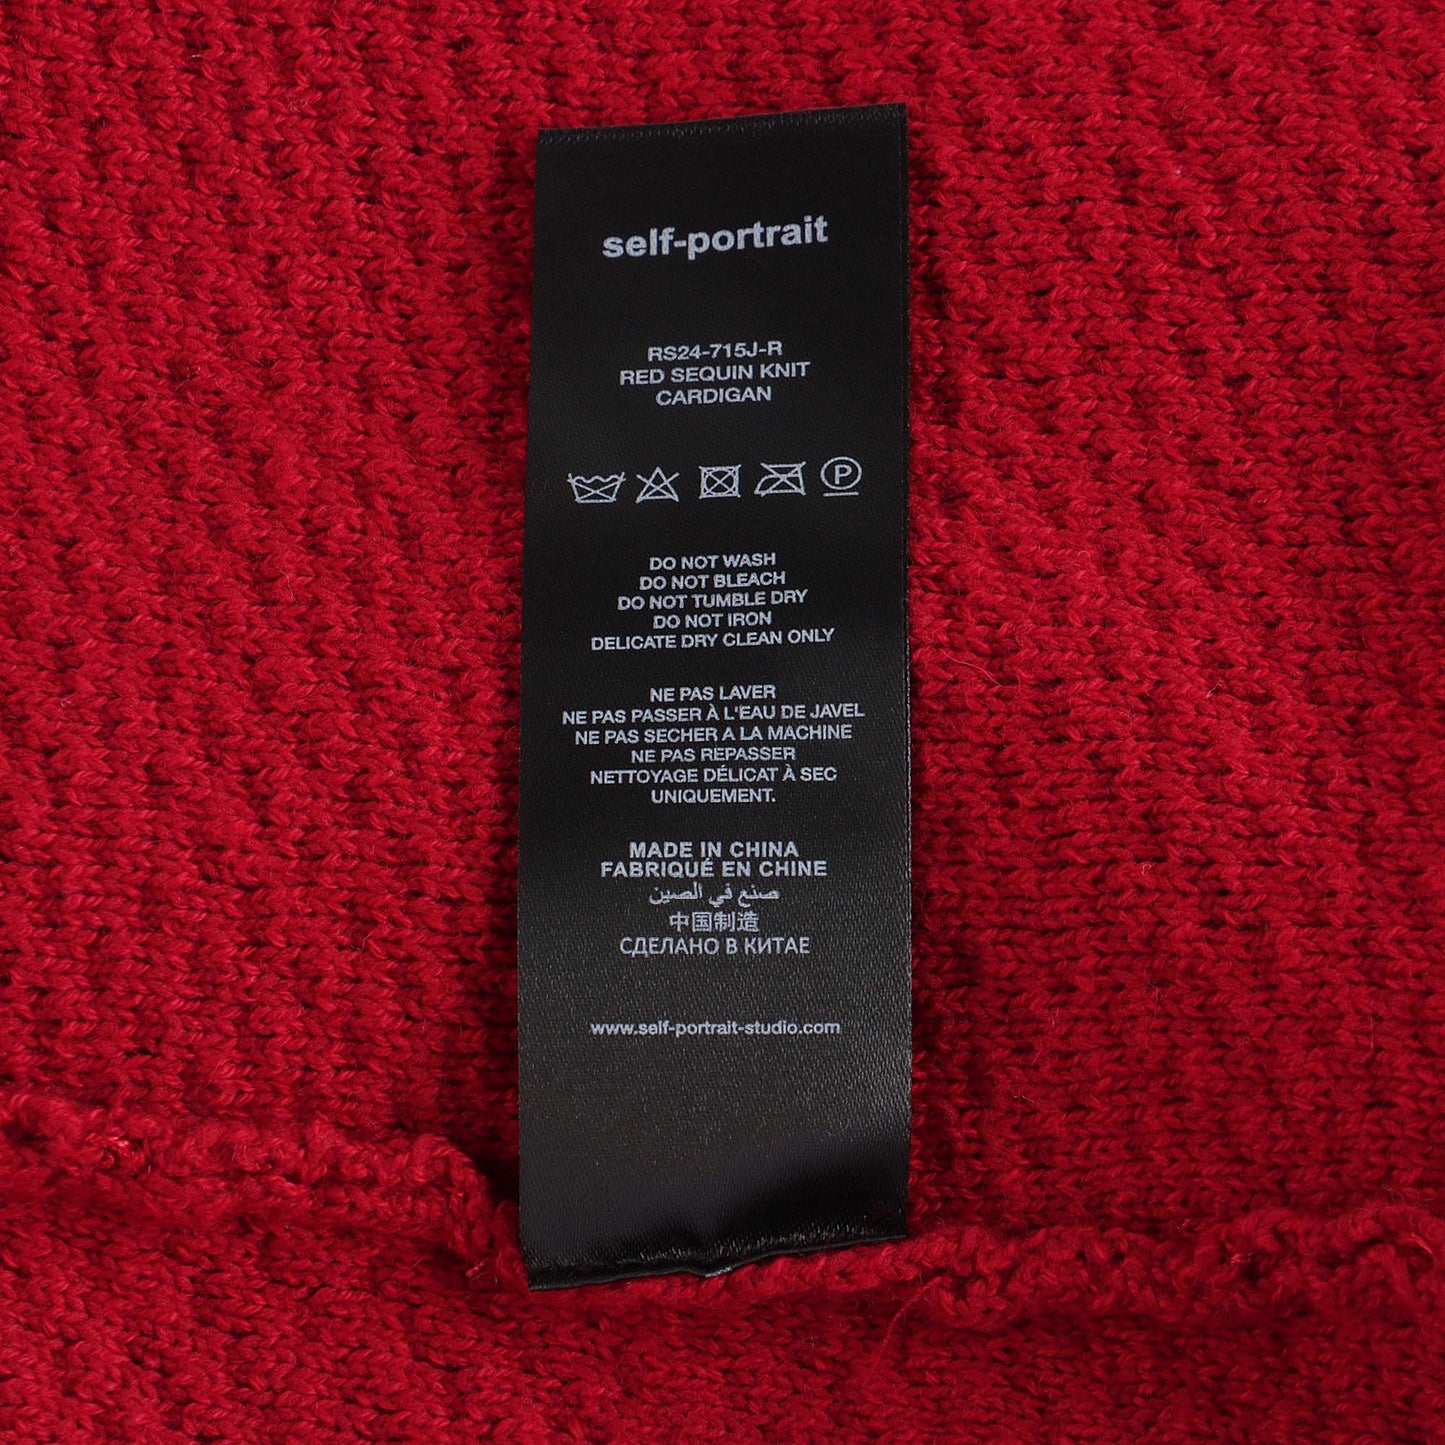 self-portrait
RS24-715J-R
RED SEQUIN KNIT
CARDIGAN
P
DO NOT WASH
DO NOT BLEACH
DO NOT TUMBLE DRY
DO NOT IRON
DELICATE DRY CLEAN ONLY
NE PAS LAVER
NE PAS PASSER À L'EAU DE JAVEL
NE PAS SECHER A LA MACHINE
NE PAS REPASSER
NETTOYAGE DÉLICAT À SEC
UNIQUEMENT.
MADE IN CHINA
FABRIQUÉ EN CHINE
صنع في الصين
中国制造
СДЕЛАНО В КИТАЕ
www.self-portrait-studio.com